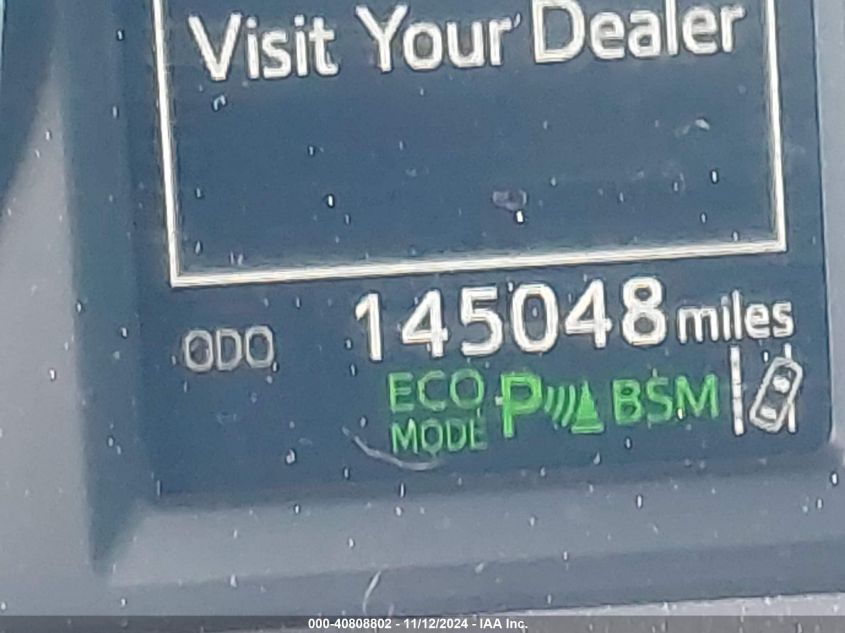 Visit Your Dealer
ODO 145048 miles
ECO P BSM
MODE
000-40808802 - 11/12/2024 - IAA Inc.